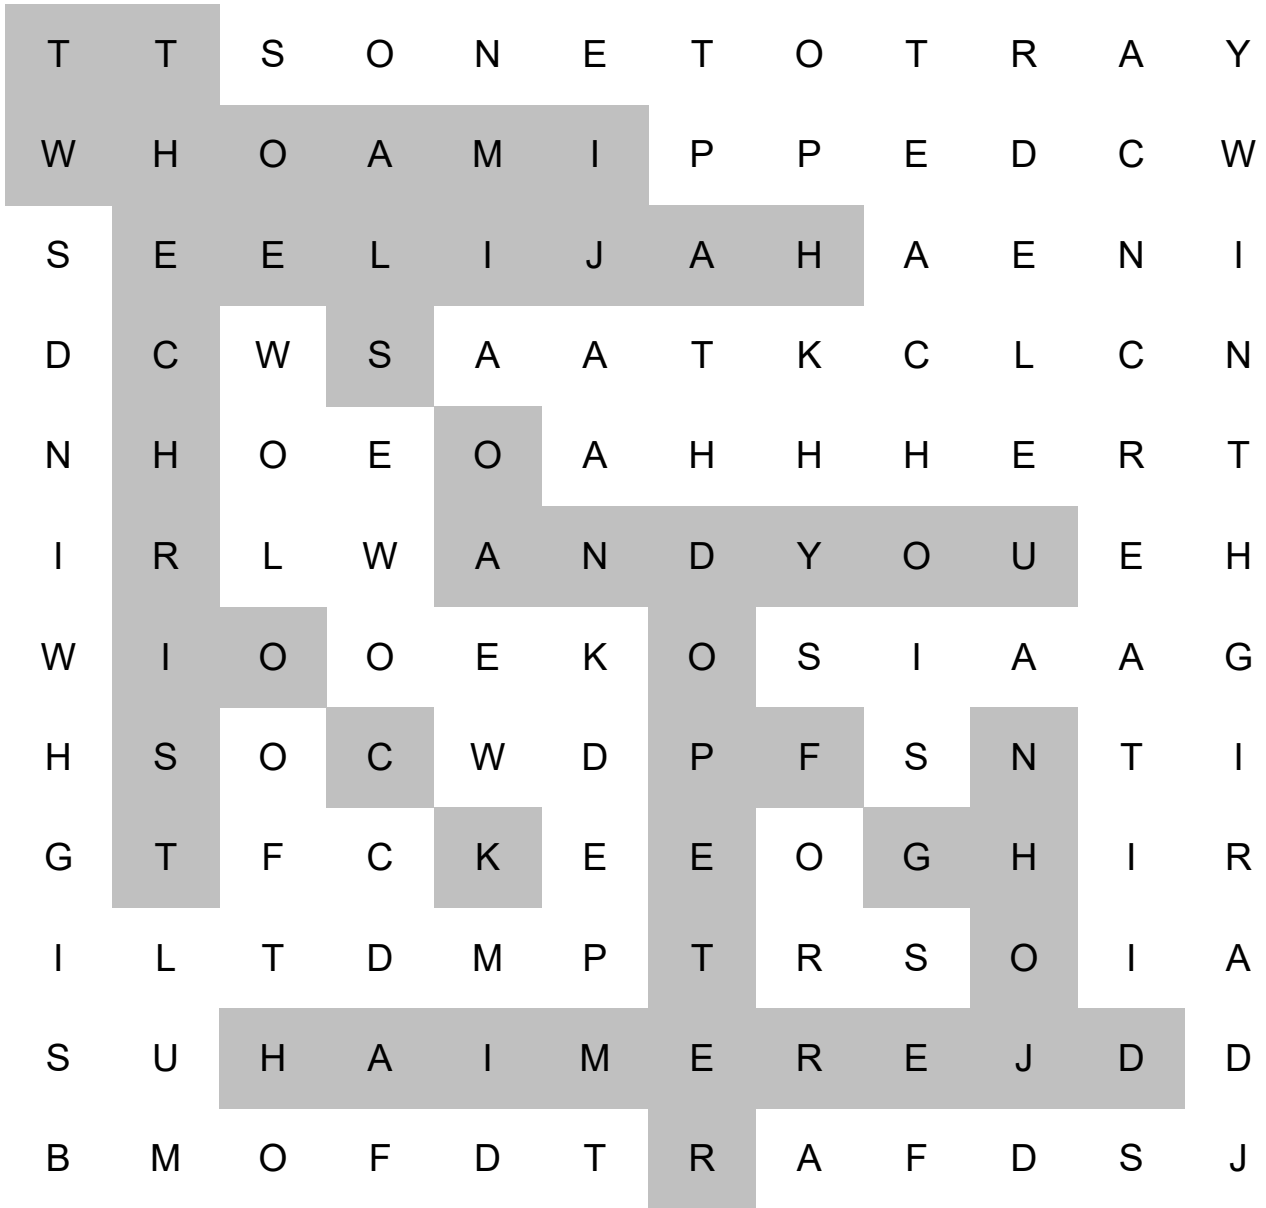 T T S O N E T O T R A Y
W H O A M I P P E D C W
S E E L I J A H A E N I
D C W S A A T K C L C N
N H O E O A H H H E R T
I R L W A N D Y O U E H
W I O O E K O S I A A G
H S O C W D P F S N T I
G T F C K E E O G H I R
I L T D M P T R S O I A
S U H A I M E R E J D D
B M O F D T R A F D S J